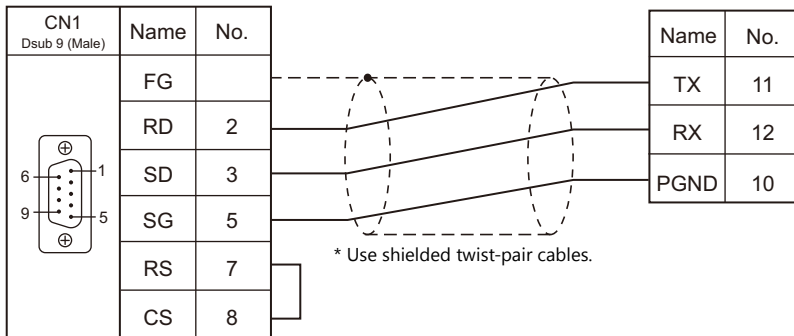 CN1
Dsub 9 (Male)
Name No.
FG
RD 2
SD 3
SG 5
RS 7
CS 8
6 1
9 5
Name No.
TX 11
RX 12
PGND 10
* Use shielded twist-pair cables.